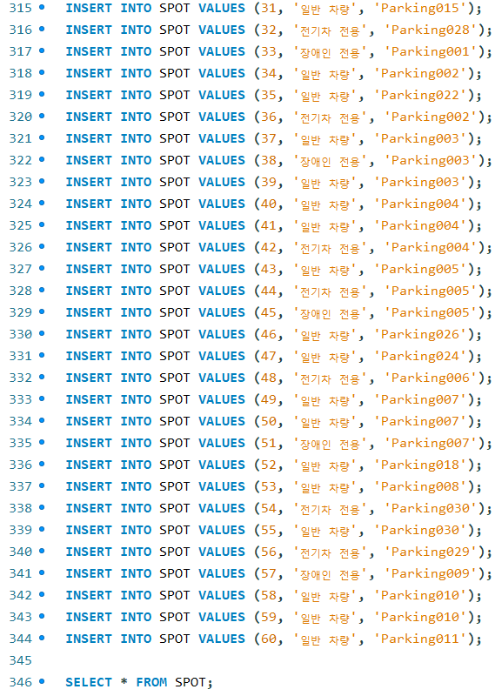 315 • INSERT INTO SPOT VALUES (31, '일반 차량', 'Parking015');
316 • INSERT INTO SPOT VALUES (32, '전기차 전용', 'Parking028');
317 • INSERT INTO SPOT VALUES (33, '장애인 전용', 'Parking001');
318 • INSERT INTO SPOT VALUES (34, '일반 차량', 'Parking002');
319 • INSERT INTO SPOT VALUES (35, '일반 차량', 'Parking022');
320 • INSERT INTO SPOT VALUES (36, '전기차 전용', 'Parking002');
321 • INSERT INTO SPOT VALUES (37, '일반 차량', 'Parking003');
322 • INSERT INTO SPOT VALUES (38, '장애인 전용', 'Parking003');
323 • INSERT INTO SPOT VALUES (39, '일반 차량', 'Parking003');
324 • INSERT INTO SPOT VALUES (40, '일반 차량', 'Parking004');
325 • INSERT INTO SPOT VALUES (41, '일반 차량', 'Parking004');
326 • INSERT INTO SPOT VALUES (42, '전기차 전용', 'Parking004');
327 • INSERT INTO SPOT VALUES (43, '일반 차량', 'Parking005');
328 • INSERT INTO SPOT VALUES (44, '전기차 전용', 'Parking005');
329 • INSERT INTO SPOT VALUES (45, '장애인 전용', 'Parking005');
330 • INSERT INTO SPOT VALUES (46, '일반 차량', 'Parking026');
331 • INSERT INTO SPOT VALUES (47, '일반 차량', 'Parking024');
332 • INSERT INTO SPOT VALUES (48, '전기차 전용', 'Parking006');
333 • INSERT INTO SPOT VALUES (49, '일반 차량', 'Parking007');
334 • INSERT INTO SPOT VALUES (50, '일반 차량', 'Parking007');
335 • INSERT INTO SPOT VALUES (51, '장애인 전용', 'Parking007');
336 • INSERT INTO SPOT VALUES (52, '일반 차량', 'Parking018');
337 • INSERT INTO SPOT VALUES (53, '일반 차량', 'Parking008');
338 • INSERT INTO SPOT VALUES (54, '전기차 전용', 'Parking030');
339 • INSERT INTO SPOT VALUES (55, '일반 차량', 'Parking030');
340 • INSERT INTO SPOT VALUES (56, '전기차 전용', 'Parking029');
341 • INSERT INTO SPOT VALUES (57, '장애인 전용', 'Parking009');
342 • INSERT INTO SPOT VALUES (58, '일반 차량', 'Parking010');
343 • INSERT INTO SPOT VALUES (59, '일반 차량', 'Parking010');
344 • INSERT INTO SPOT VALUES (60, '일반 차량', 'Parking011');
345
346 • SELECT * FROM SPOT;